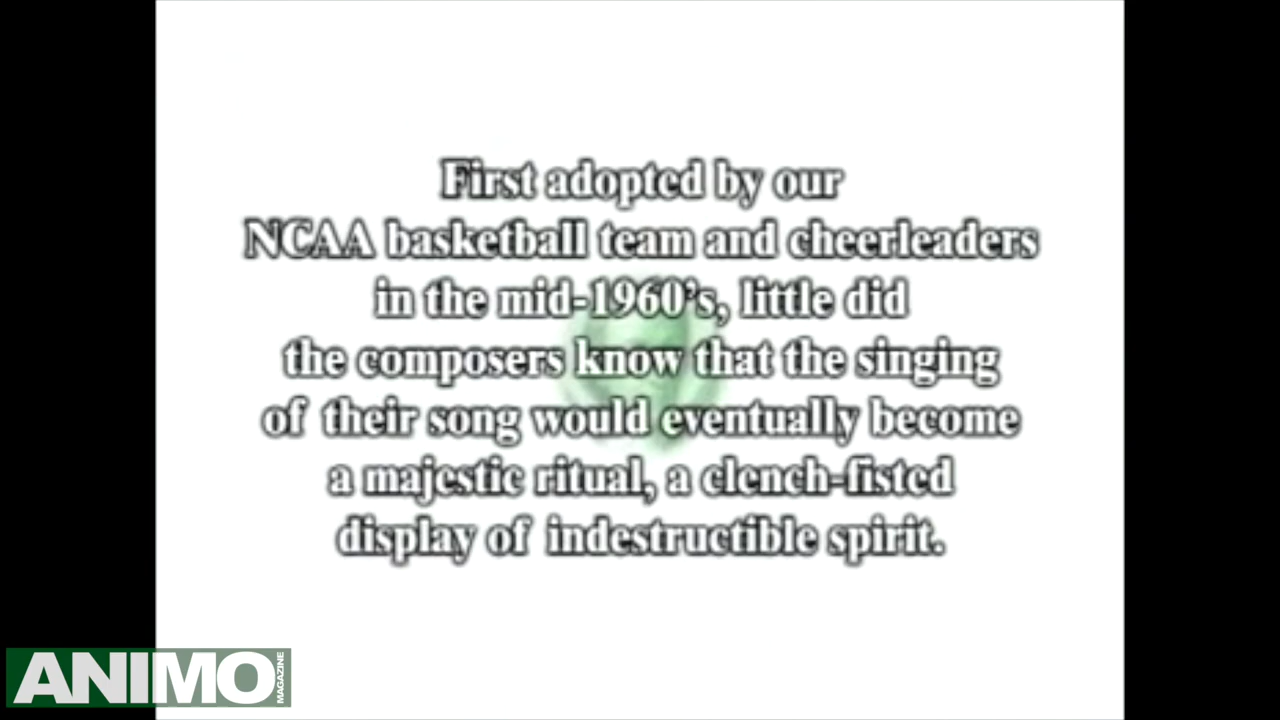 First adopted by our
NCAA basketball team and cheerleaders
in the mid-1960's, little did
the composers know that the singing
of their song would eventually become
a majestic ritual, a clench-fisted
display of indestructible spirit.
ANIMO MAGAZINE